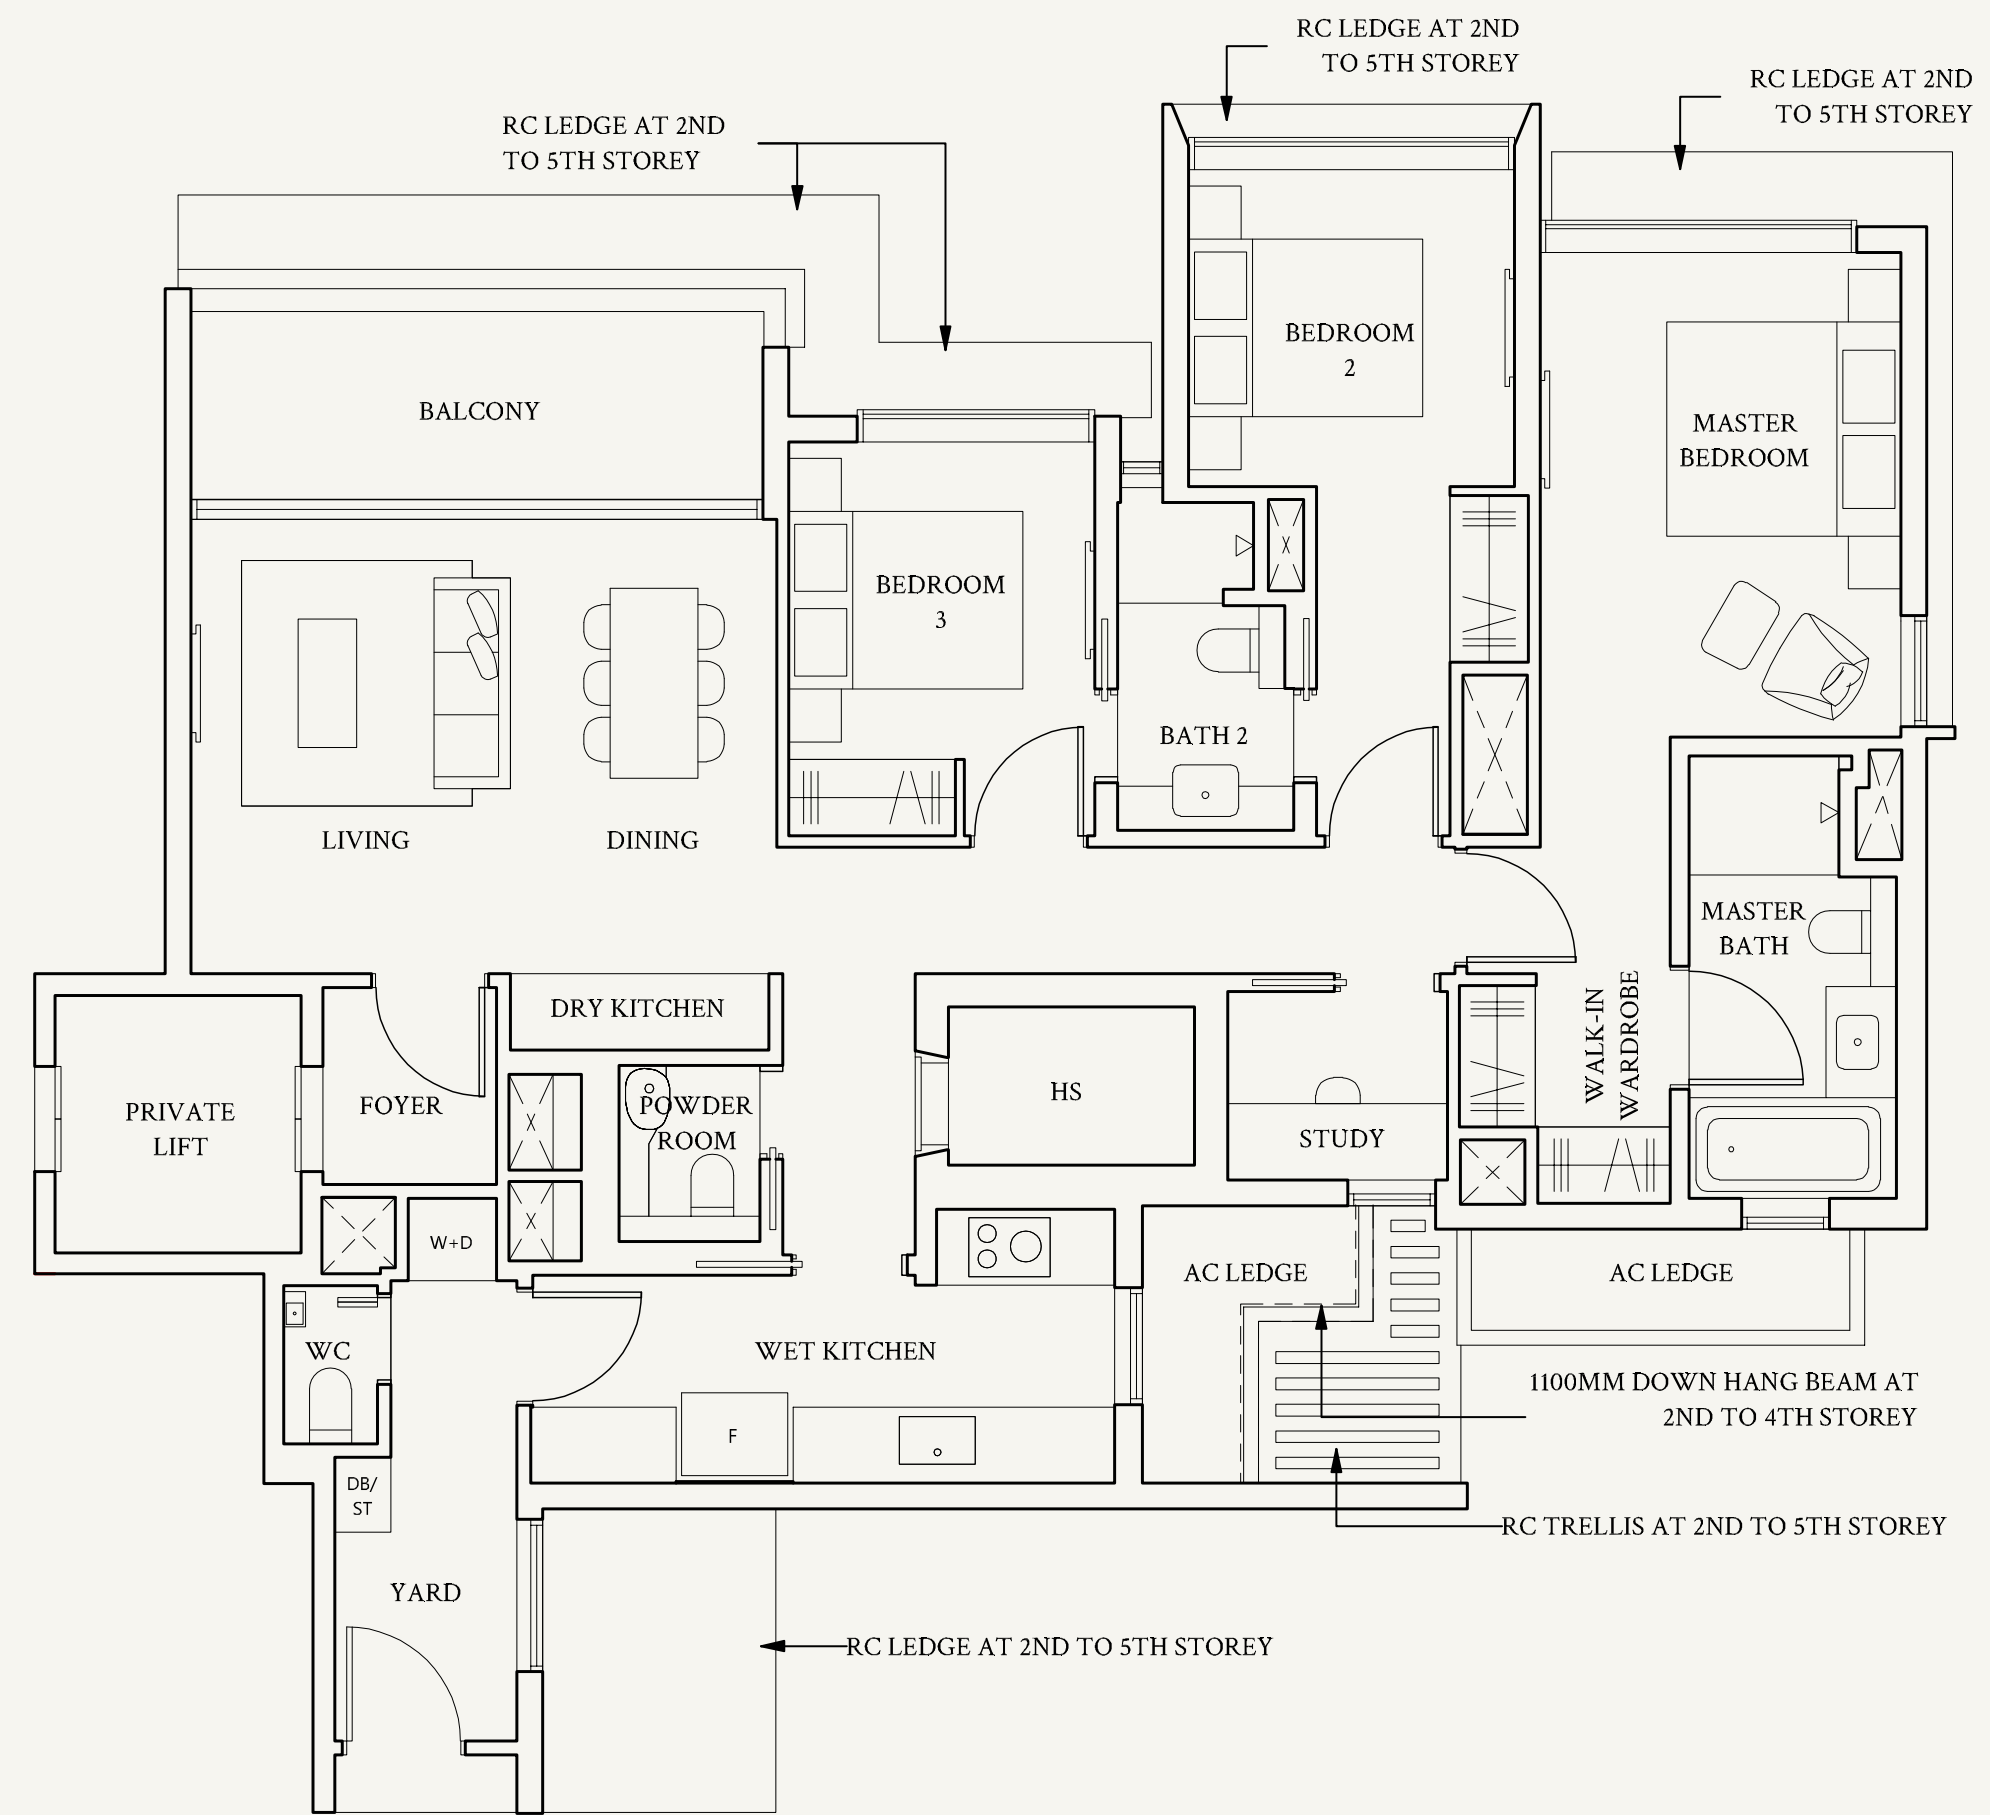 RC LEDGE AT 2ND
TO 5TH STOREY
RC LEDGE AT 2ND
TO 5TH STOREY
RC LEDGE AT 2ND
TO 5TH STOREY
BEDROOM
2
BALCONY
MASTER
BEDROOM
BEDROOM
3
BATH 2
LIVING
DINING
MASTER
BATH
DRY KITCHEN
WALK-IN
WARDROBE
PRIVATE
LIFT
FOYER
POWDER
ROOM
HS
STUDY
W+D
AC LEDGE
AC LEDGE
WC
WET KITCHEN
1100MM DOWN HANG BEAM AT
2ND TO 4TH STOREY
F
DB/
ST
RC TRELLIS AT 2ND TO 5TH STOREY
YARD
RC LEDGE AT 2ND TO 5TH STOREY